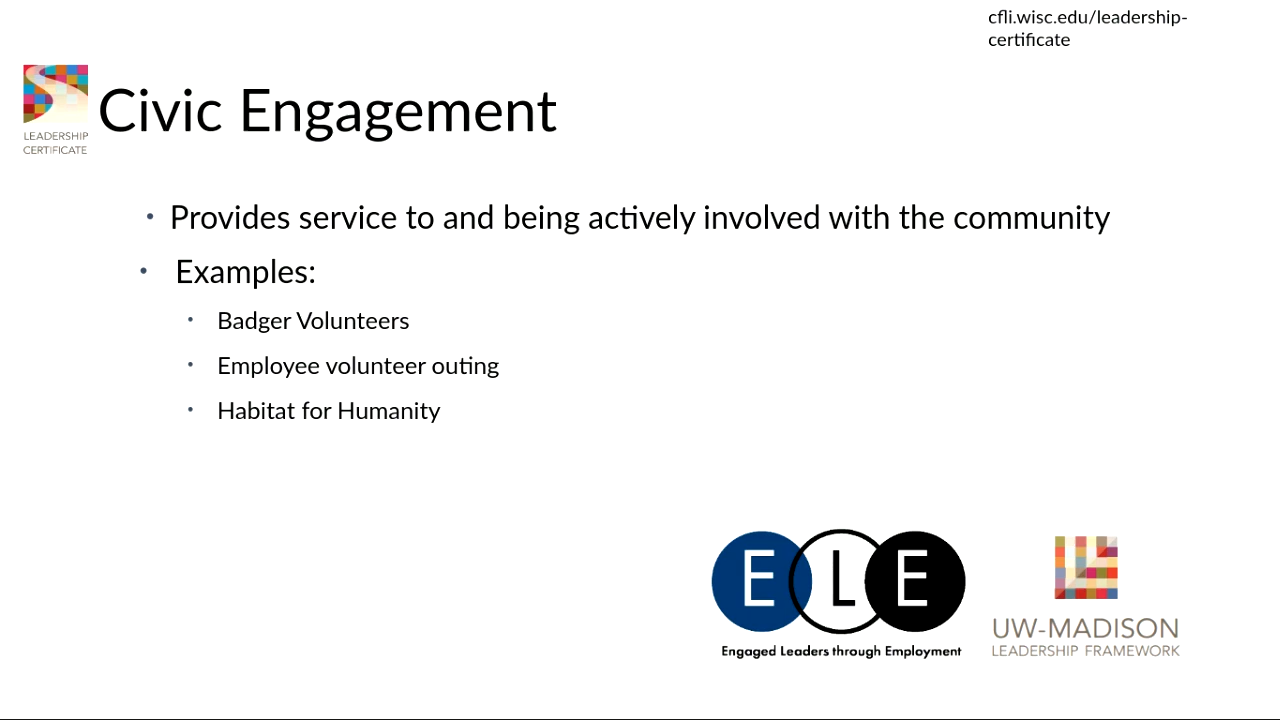 cfli.wisc.edu/leadership-
certificate
LEADERSHIP
CERTIFICATE
Civic Engagement
• Provides service to and being actively involved with the community
• Examples:
• Badger Volunteers
• Employee volunteer outing
• Habitat for Humanity
E L E
Engaged Leaders through Employment
UW-MADISON
LEADERSHIP FRAMEWORK